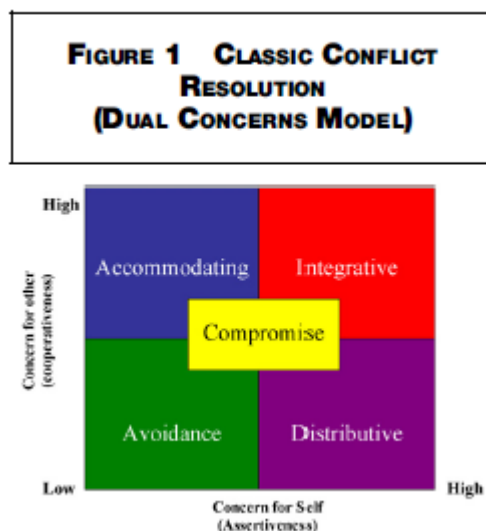 FIGURE 1 CLASSIC CONFLICT
RESOLUTION
(DUAL CONCERNS MODEL)
High
Accommodating
Integrative
Concern for other
(cooperativeness)
Compromise
Avoidance
Distributive
Low
High
Concern for Self
(Assertiveness)